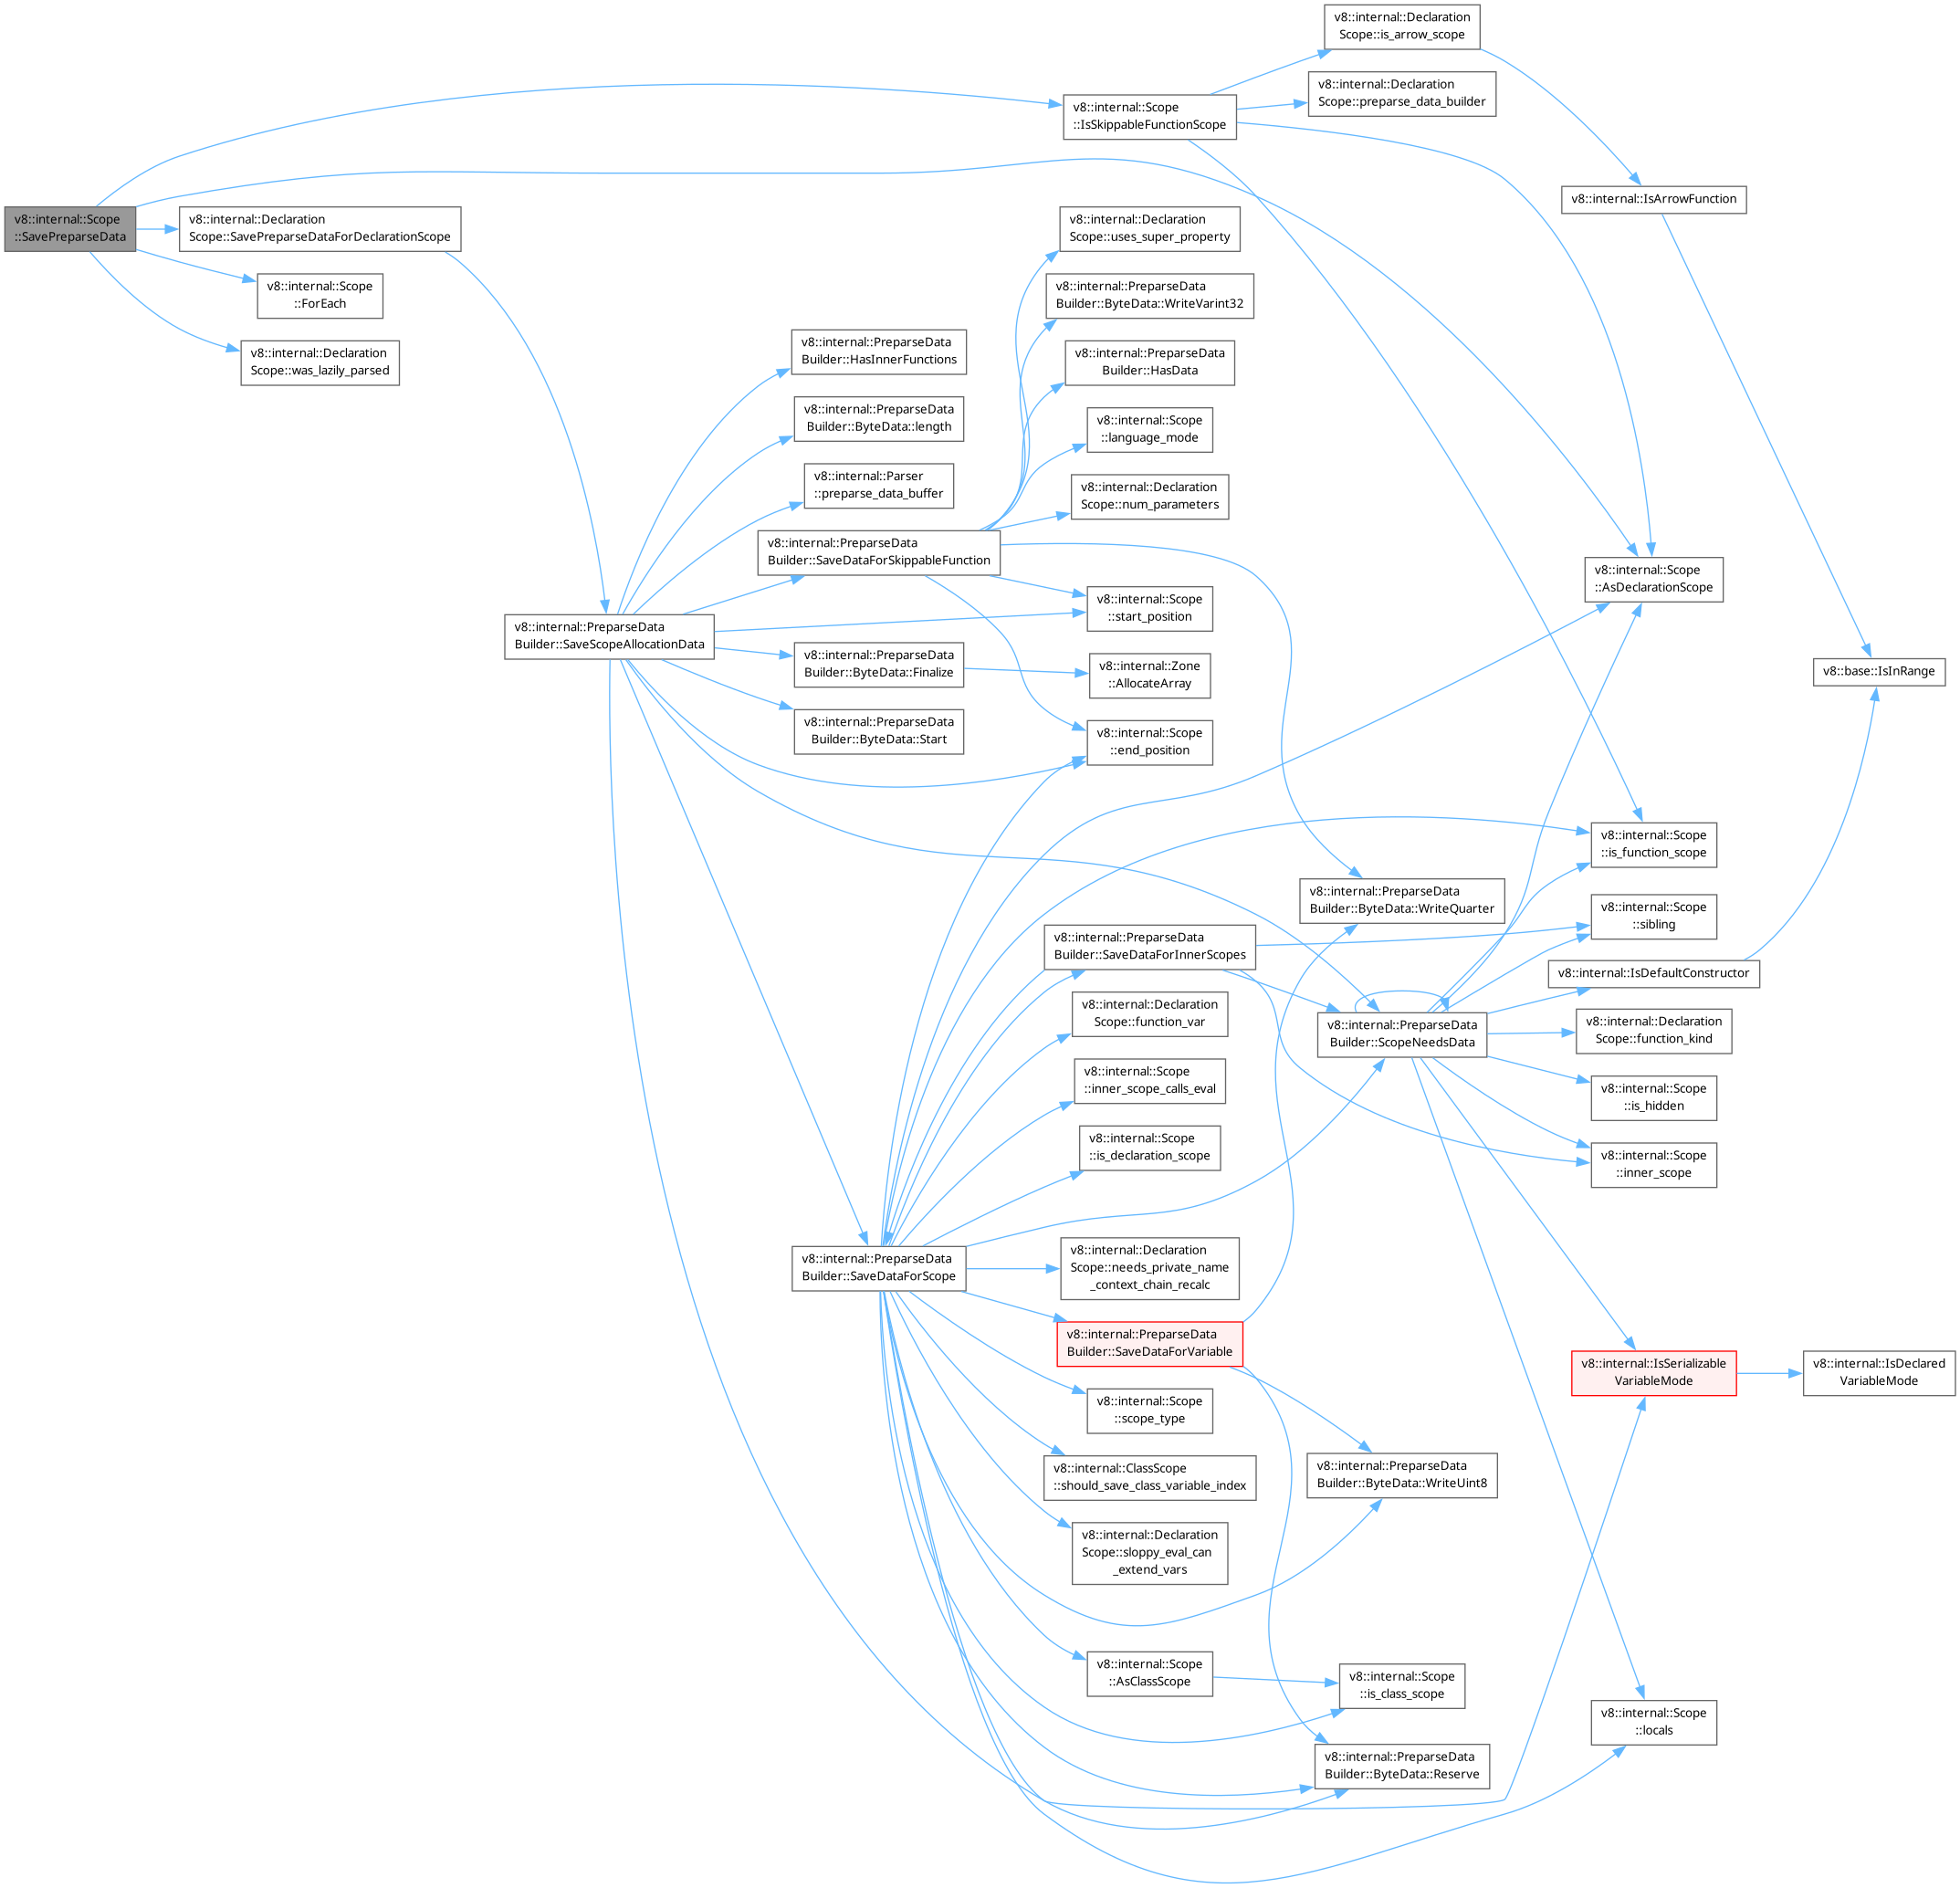 v8::internal::Scope
::SavePreparseData
v8::internal::Declaration
Scope::SavePreparseDataForDeclarationScope
v8::internal::Scope
::ForEach
v8::internal::Declaration
Scope::was_lazily_parsed
v8::internal::PreparseData
Builder::SaveScopeAllocationData
v8::internal::PreparseData
Builder::HasInnerFunctions
v8::internal::PreparseData
Builder::ByteData::length
v8::internal::Parser
::preparse_data_buffer
v8::internal::PreparseData
Builder::SaveDataForSkippableFunction
v8::internal::PreparseData
Builder::ByteData::Finalize
v8::internal::PreparseData
Builder::ByteData::Start
v8::internal::PreparseData
Builder::SaveDataForScope
v8::internal::Scope
::IsSkippableFunctionScope
v8::internal::Declaration
Scope::uses_super_property
v8::internal::PreparseData
Builder::ByteData::WriteVarint32
v8::internal::PreparseData
Builder::HasData
v8::internal::Scope
::language_mode
v8::internal::Declaration
Scope::num_parameters
v8::internal::Scope
::start_position
v8::internal::Zone
::AllocateArray
v8::internal::Scope
::end_position
v8::internal::PreparseData
Builder::SaveDataForInnerScopes
v8::internal::Declaration
Scope::function_var
v8::internal::Scope
::inner_scope_calls_eval
v8::internal::Scope
::is_declaration_scope
v8::internal::Declaration
Scope::needs_private_name
_context_chain_recalc
v8::internal::PreparseData
Builder::SaveDataForVariable
v8::internal::Scope
::scope_type
v8::internal::ClassScope
::should_save_class_variable_index
v8::internal::Declaration
Scope::sloppy_eval_can
_extend_vars
v8::internal::Scope
::AsClassScope
v8::internal::Declaration
Scope::is_arrow_scope
v8::internal::Declaration
Scope::preparse_data_builder
v8::internal::PreparseData
Builder::ByteData::WriteQuarter
v8::internal::PreparseData
Builder::ScopeNeedsData
v8::internal::PreparseData
Builder::ByteData::WriteUint8
v8::internal::Scope
::is_class_scope
v8::internal::PreparseData
Builder::ByteData::Reserve
v8::internal::IsArrowFunction
v8::internal::Scope
::AsDeclarationScope
v8::internal::Scope
::is_function_scope
v8::internal::Scope
::sibling
v8::internal::IsDefaultConstructor
v8::internal::Declaration
Scope::function_kind
v8::internal::Scope
::is_hidden
v8::internal::Scope
::inner_scope
v8::internal::IsSerializable
VariableMode
v8::internal::Scope
::locals
v8::base::IsInRange
v8::internal::IsDeclared
VariableMode